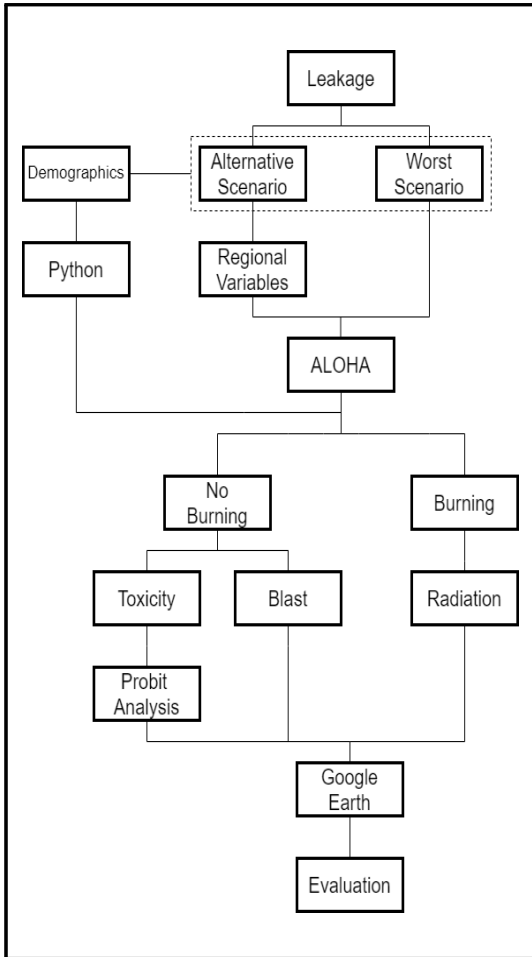 Leakage
Demographics
Alternative
Scenario
Worst
Scenario
Python
Regional
Variables
ALOHA
No
Burning
Burning
Toxicity
Blast
Radiation
Probit
Analysis
Google
Earth
Evaluation